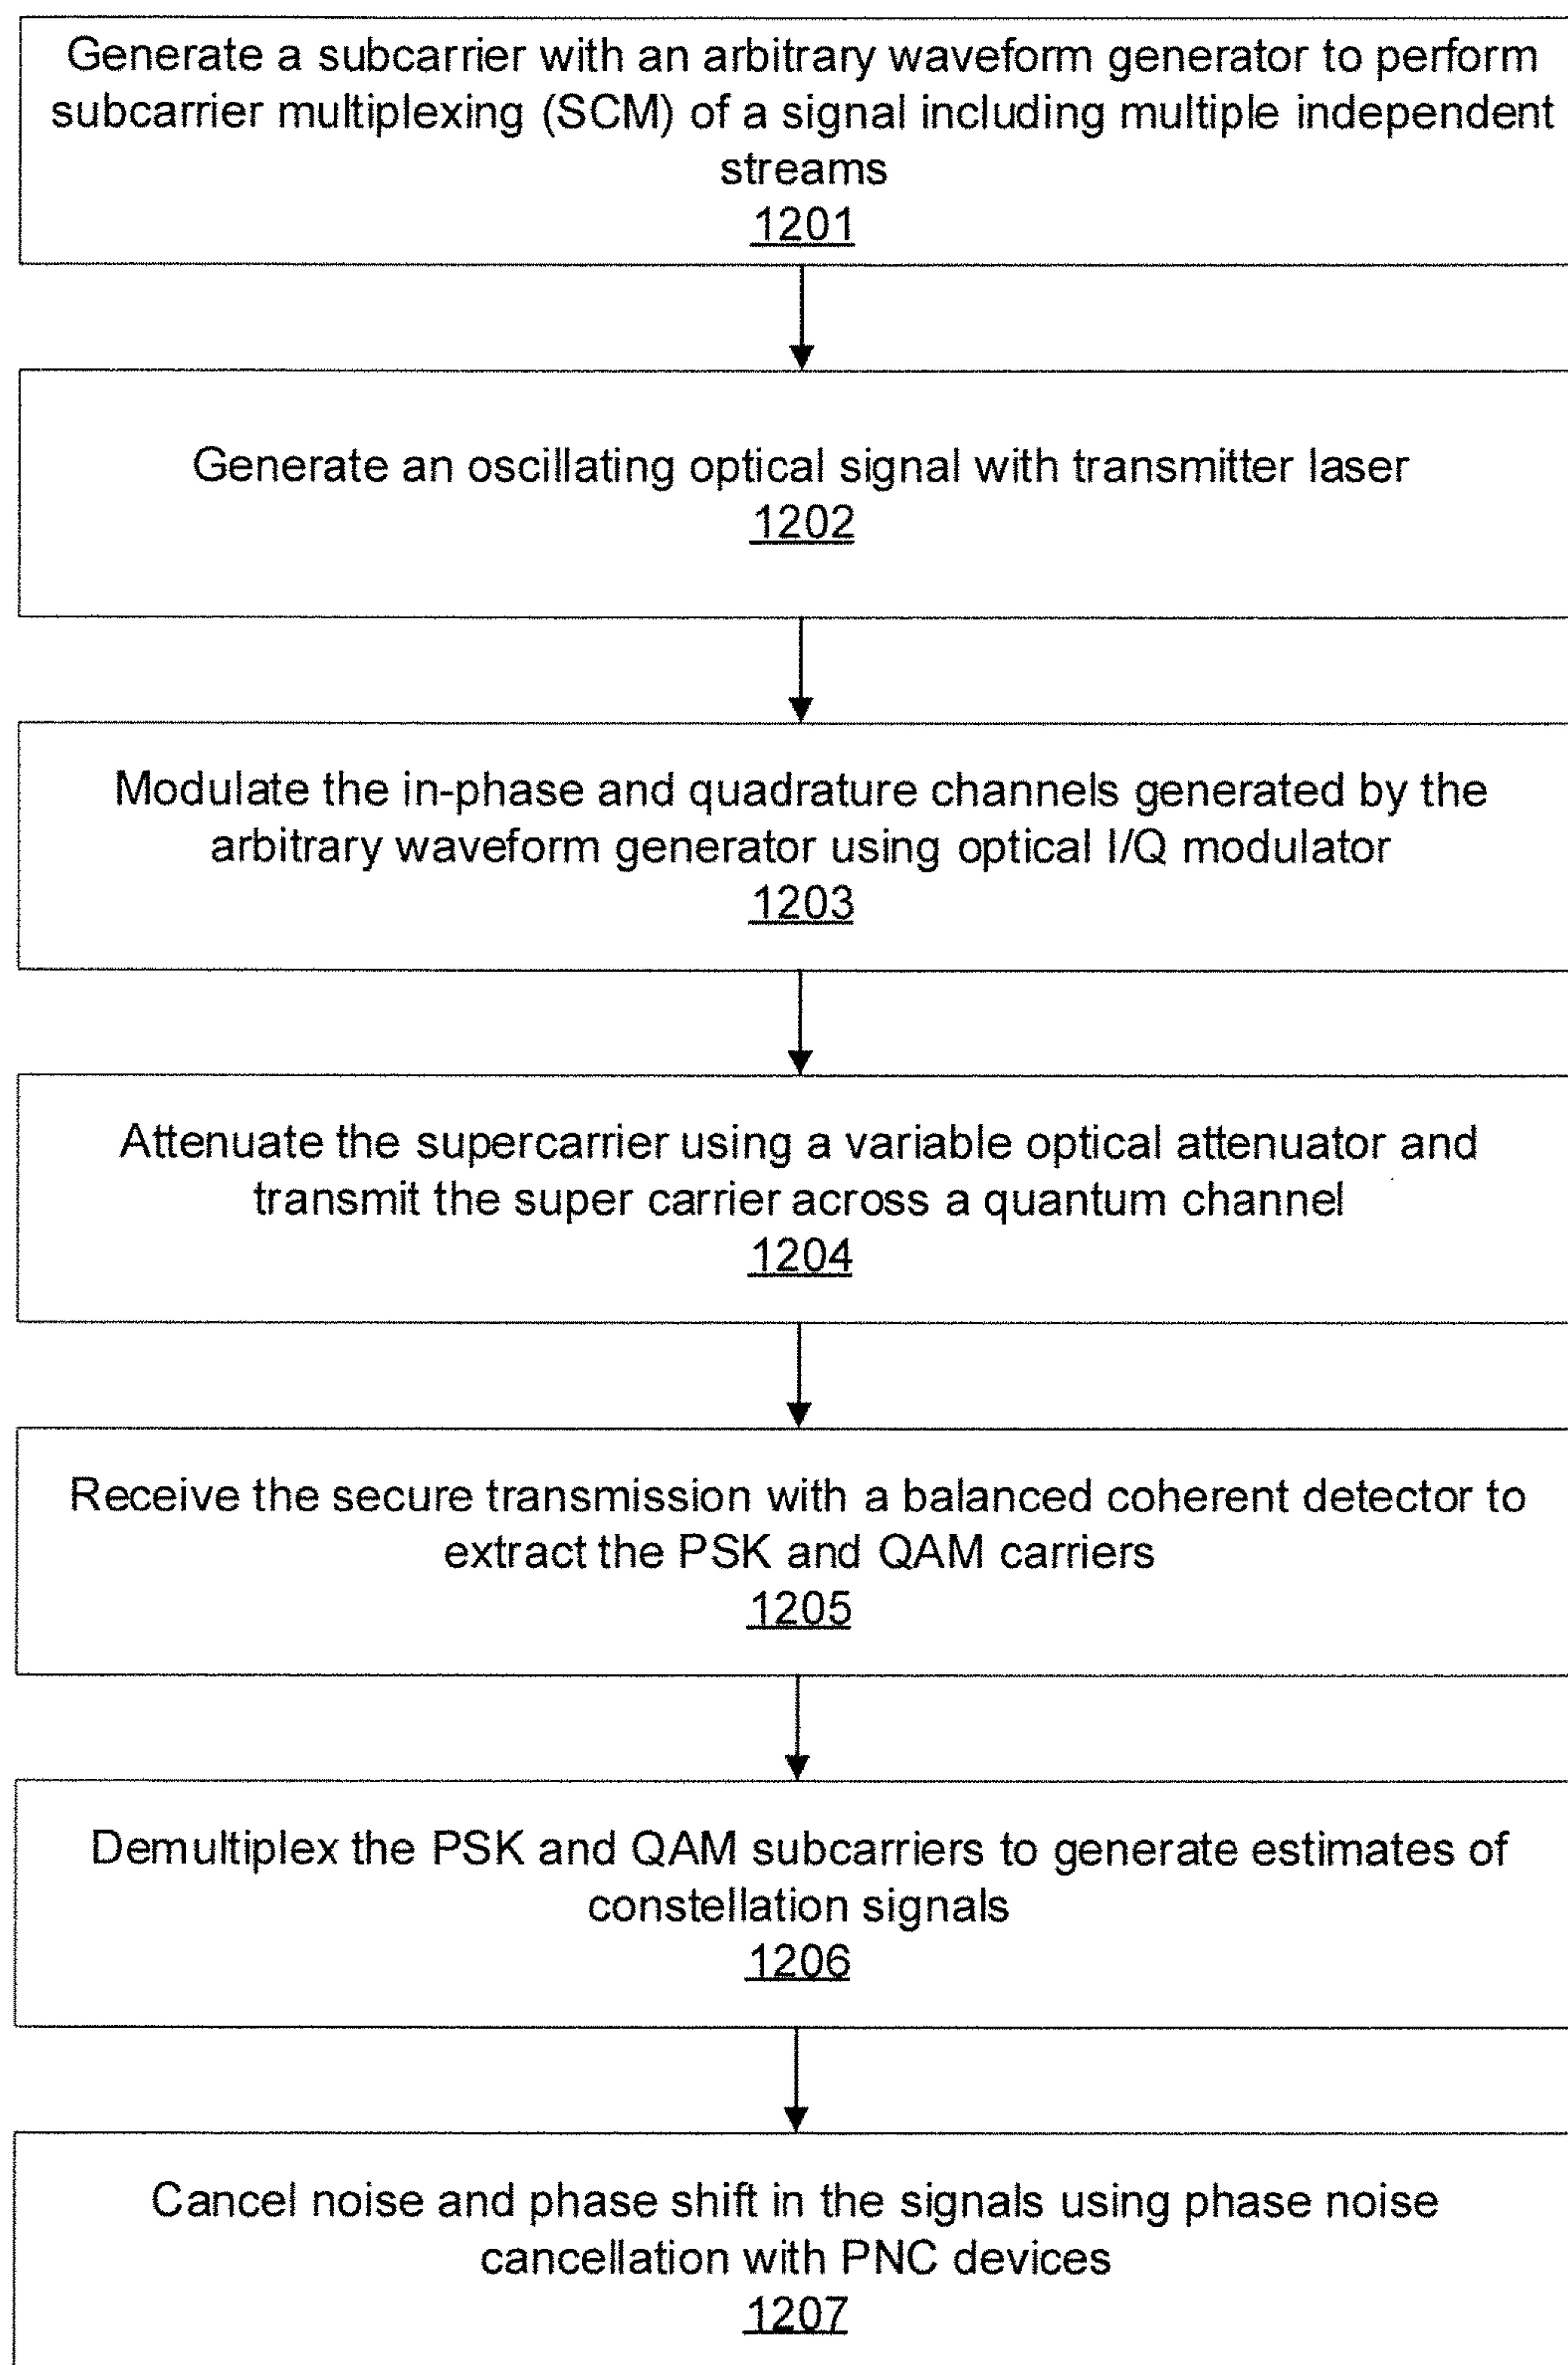 Generate a subcarrier with an arbitrary waveform generator to perform
subcarrier multiplexing (SCM) of a signal including multiple independent
streams
1201
Generate an oscillating optical signal with transmitter laser
1202
Modulate the in-phase and quadrature channels generated by the
arbitrary waveform generator using optical I/Q modulator
1203
Attenuate the supercarrier using a variable optical attenuator and
transmit the super carrier across a quantum channel
1204
Receive the secure transmission with a balanced coherent detector to
extract the PSK and QAM carriers
1205
Demultiplex the PSK and QAM subcarriers to generate estimates of
constellation signals
1206
Cancel noise and phase shift in the signals using phase noise
cancellation with PNC devices
1207